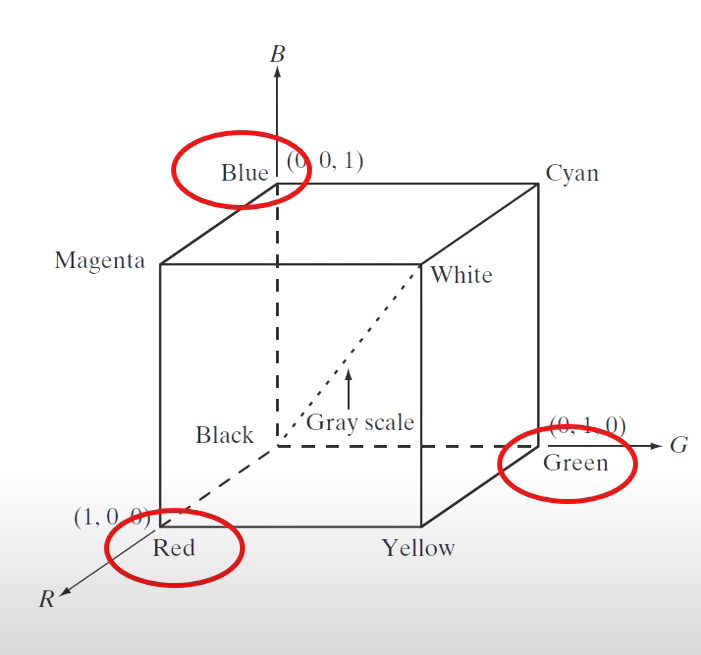 B
Blue (0, 0, 1)
Cyan
Magenta
White
Gray scale
Black
(0, 1, 0)
G
Green
(1, 0, 0)
Red
Yellow
R